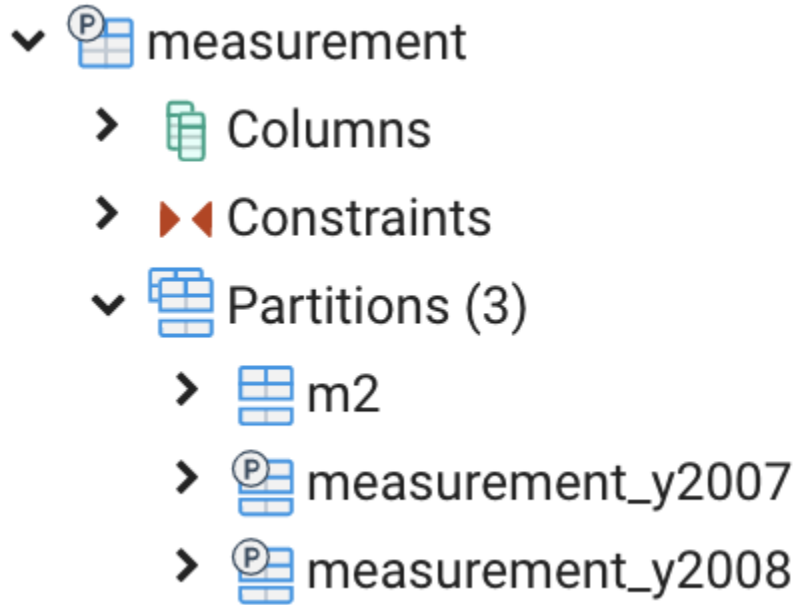 P measurement
Columns
Constraints
Partitions (3)
m2
P measurement_y2007
P measurement_y2008